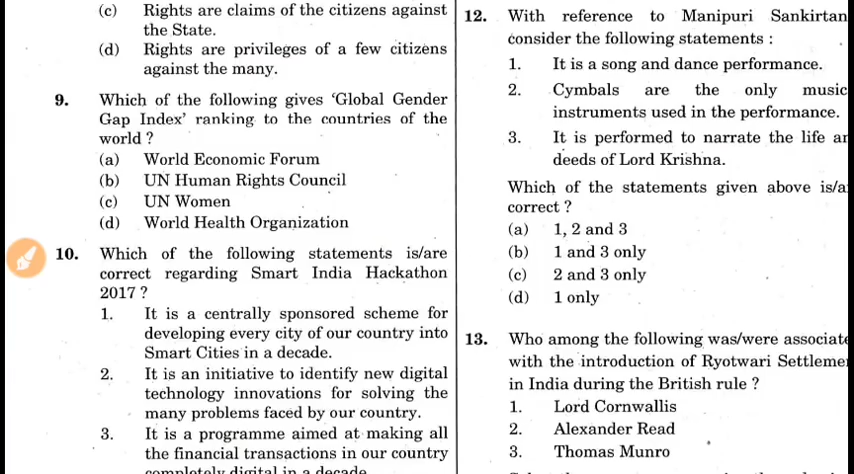 (c) Rights are claims of the citizens against
the State.
(d) Rights are privileges of a few citizens
against the many.
9. Which of the following gives ‘Global Gender
Gap Index’ ranking to the countries of the
world ?
(a) World Economic Forum
(b) UN Human Rights Council
(c) UN Women
(d) World Health Organization
10. Which of the following statements is/are
correct regarding Smart India Hackathon
2017 ?
1. It is a centrally sponsored scheme for
developing every city of our country into
Smart Cities in a decade.
2. It is an initiative to identify new digital
technology innovations for solving the
many problems faced by our country.
3. It is a programme aimed at making all
the financial transactions in our country
completely digital in a decade
12. With reference to Manipuri Sankirtan
consider the following statements :
1. It is a song and dance performance.
2. Cymbals are the only music
instruments used in the performance.
3. It is performed to narrate the life
deeds of Lord Krishna.
Which of the statements given above
correct ?
(a) 1, 2 and 3
(b) 1 and 3 only
(c) 2 and 3 only
(d) 1 only
13. Who among the following was/were associate
with the introduction of Ryotwari Settleme
in India during the British rule ?
1. Lord Cornwallis
2. Alexander Read
3. Thomas Munro